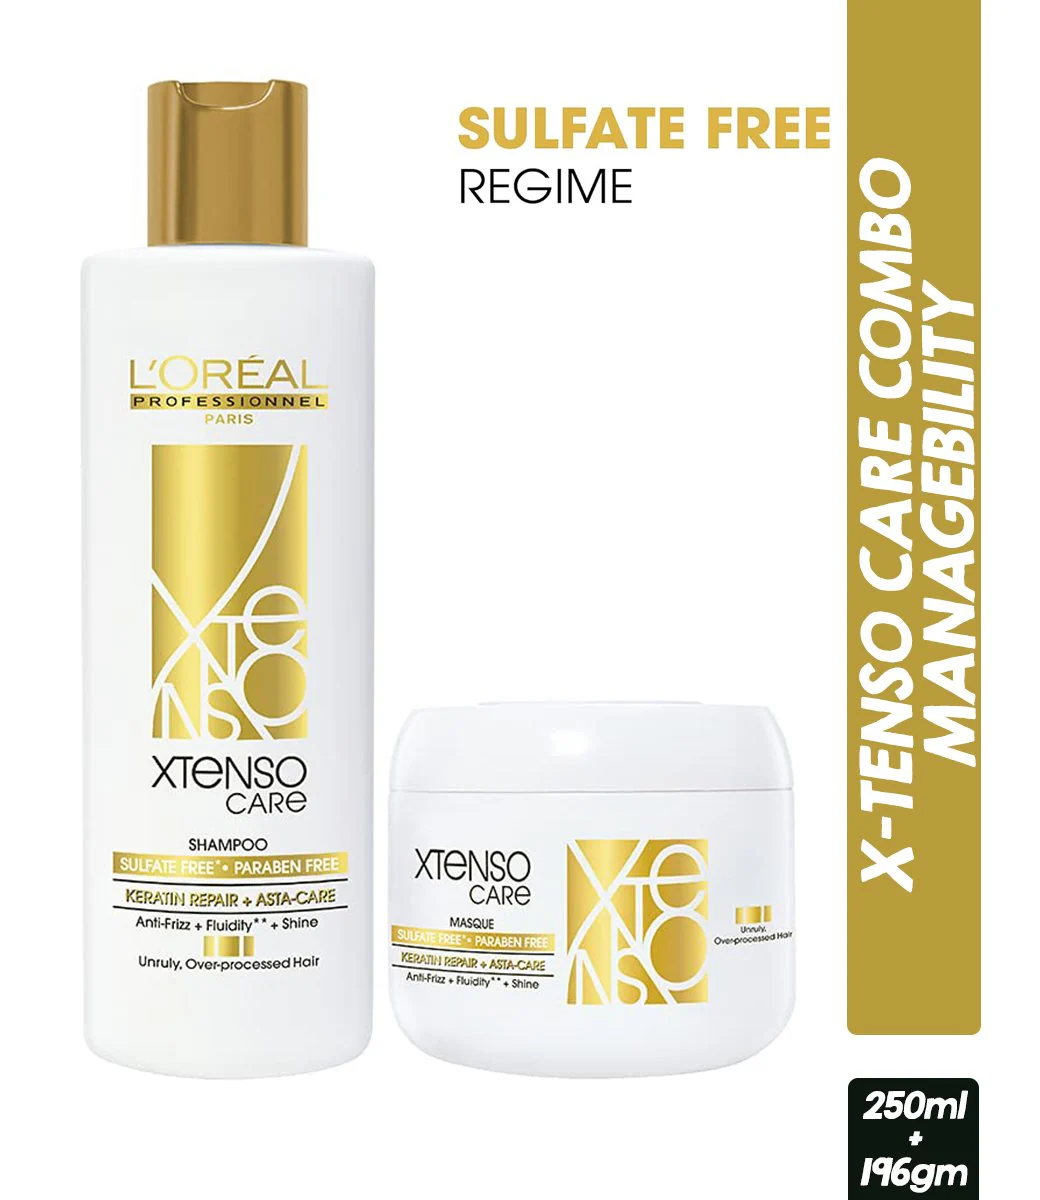 SULFATE FREE
REGIME
L'ORÉAL
PROFESSIONNEL
PARIS
XTENSO
XTENSO
CARE
SHAMPOO
SULFATE FREE* • PARABEN FREE
KERATIN REPAIR + ASTA-CARE
Anti-Frizz + Fluidity** + Shine
Unruly, Over-processed Hair
XTENSO
CARE
MASQUE
SULFATE FREE* • PARABEN FREE
KERATIN REPAIR + ASTA-CARE
Anti-Frizz + Fluidity** + Shine
XTENSO
Unruly,
Over-processed Hair
X-TENSO CARE COMBO
MANAGEBILITY
250ml
+
196gm